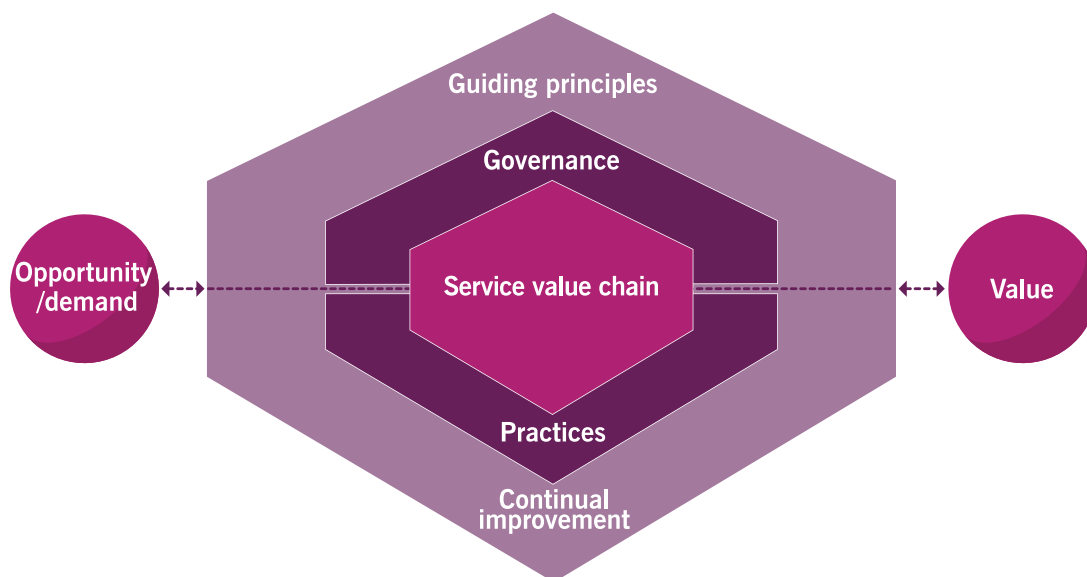 Guiding principles
Governance
Opportunity
/demand
Service value chain
Value
Practices
Continual
improvement